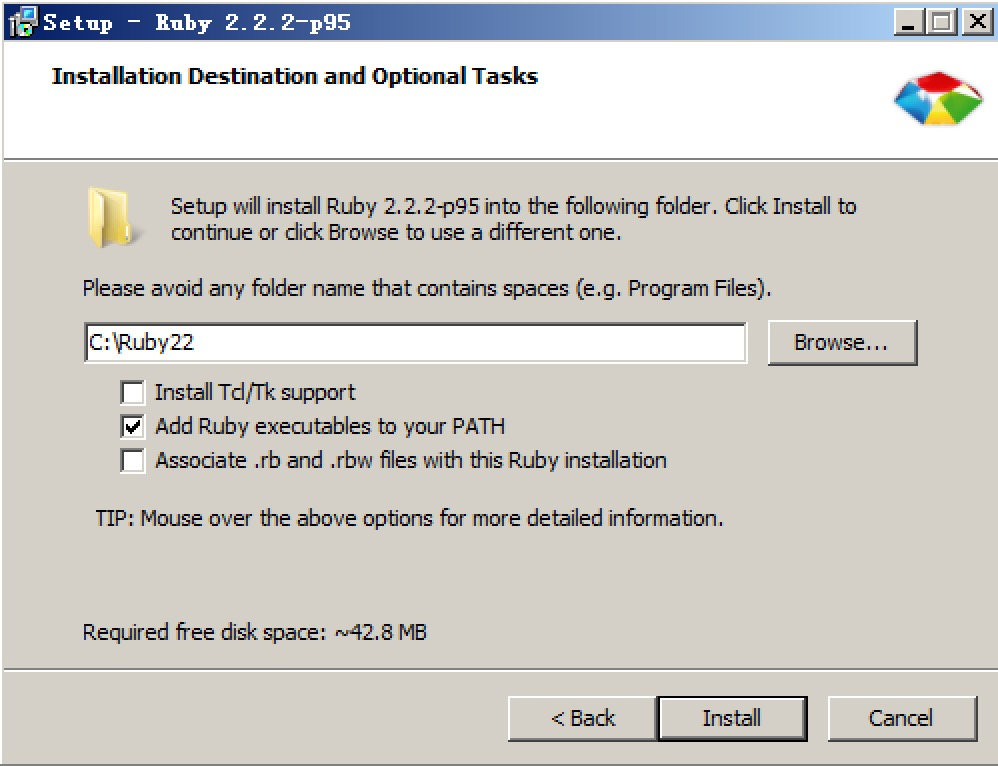 Setup - Ruby 2.2.2-p95
Installation Destination and Optional Tasks
Setup will install Ruby 2.2.2-p95 into the following folder. Click Install to
continue or click Browse to use a different one.
Please avoid any folder name that contains spaces (e.g. Program Files).
C:\Ruby22
Browse...
Install Tcl/Tk support
Add Ruby executables to your PATH
Associate .rb and .rbw files with this Ruby installation
TIP: Mouse over the above options for more detailed information.
Required free disk space: ~42.8 MB
< Back
Install
Cancel